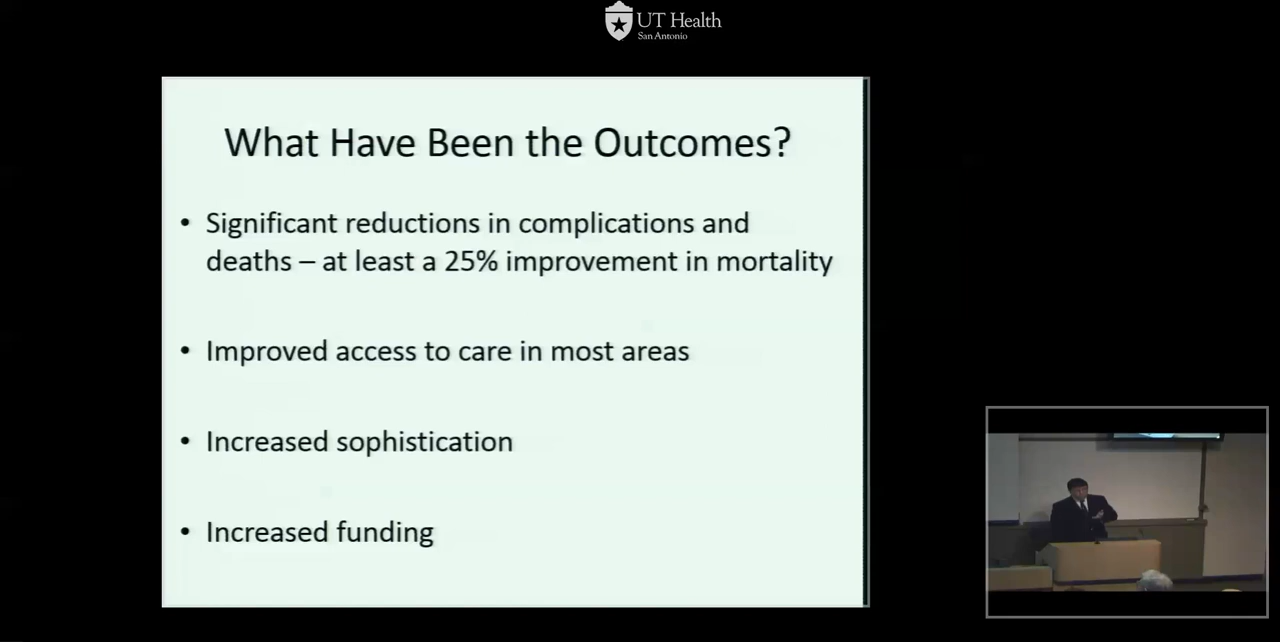 UT Health
San Antonio
What Have Been the Outcomes?
• Significant reductions in complications and
deaths – at least a 25% improvement in mortality
• Improved access to care in most areas
• Increased sophistication
• Increased funding